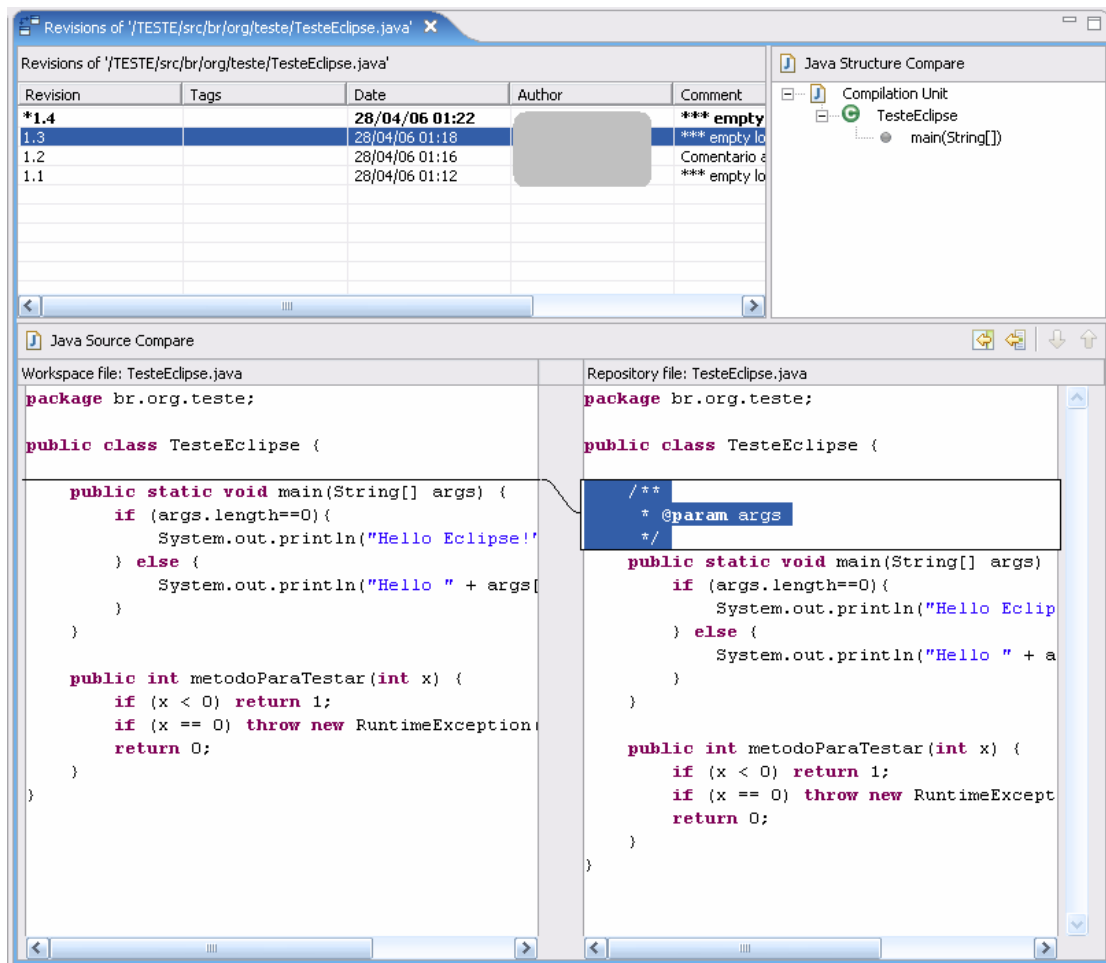 Revisions of '/TESTE/src/br/org/teste/TesteEclipse.java'
Revisions of '/TESTE/src/br/org/teste/TesteEclipse.java'
Revision Tags Date Author Comment
*1.4 28/04/06 01:22 *** empty
1.3 28/04/06 01:18 *** empty lo
1.2 28/04/06 01:16 Comentario a
1.1 28/04/06 01:12 *** empty lo
Java Structure Compare
Compilation Unit
TesteEclipse
main(String[])
Java Source Compare
Workspace file: TesteEclipse.java
package br.org.teste;
public class TesteEclipse {
public static void main(String[] args) {
if (args.length==0){
System.out.println("Hello Eclipse!"
} else {
System.out.println("Hello " + args[
}
}
public int metodoParaTestar(int x) {
if (x < 0) return 1;
if (x == 0) throw new RuntimeException(
return 0;
}
}
Repository file: TesteEclipse.java
package br.org.teste;
public class TesteEclipse {
/**
* @param args
*/
public static void main(String[] args)
if (args.length==0){
System.out.println("Hello Eclip
} else {
System.out.println("Hello " + a
}
}
public int metodoParaTestar(int x) {
if (x < 0) return 1;
if (x == 0) throw new RuntimeExcept
return 0;
}
}